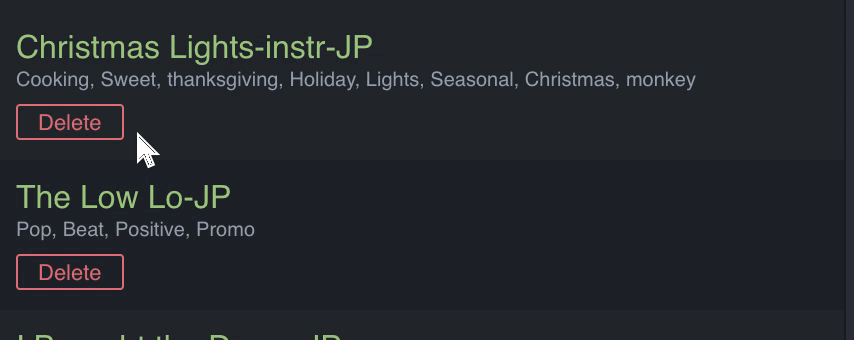 Christmas Lights-instr-JP
Cooking, Sweet, thanksgiving, Holiday, Lights, Seasonal, Christmas, monkey
Delete
The Low Lo-JP
Pop, Beat, Positive, Promo
Delete